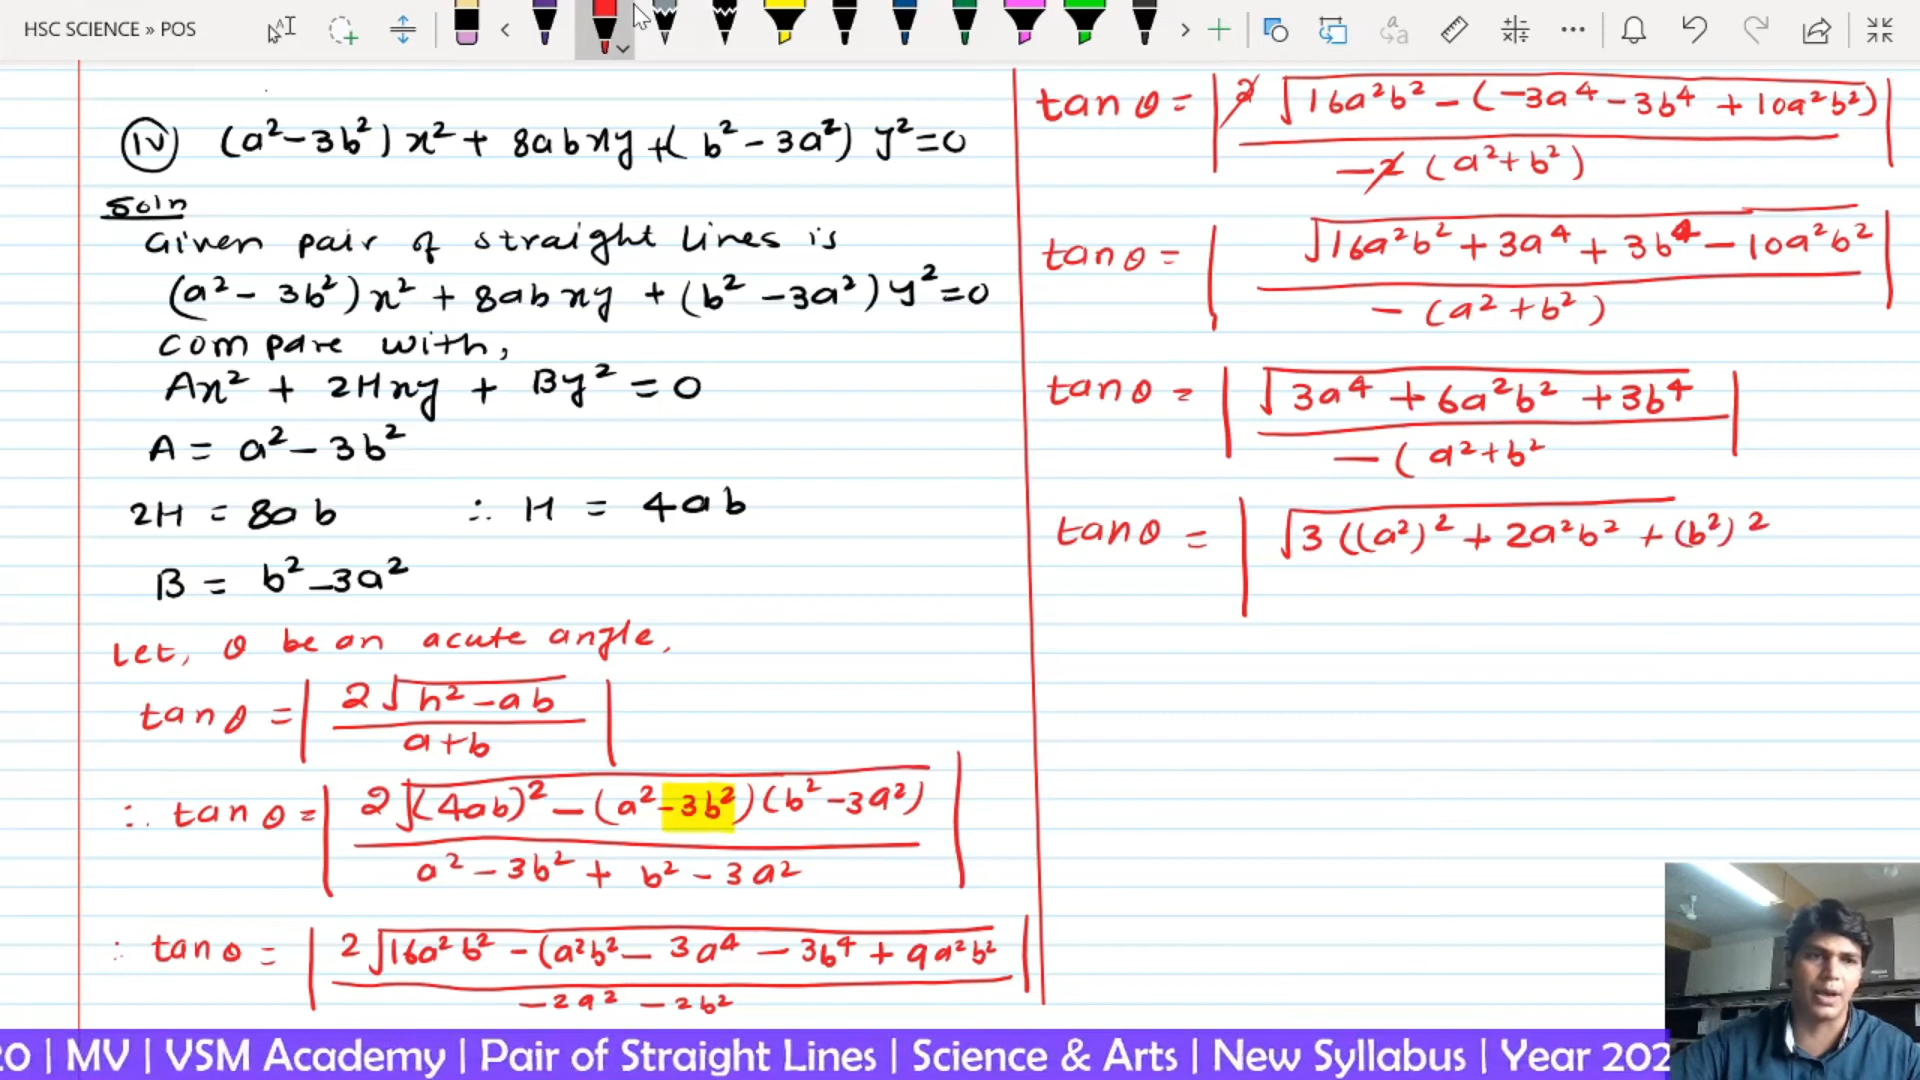 HSC SCIENCE » POS
(iv) (a²-3b²) x² + 8abxy + (b² - 3a²) y² = 0
Soln
Given pair of straight lines is
(a² - 3b²) x² + 8abxy + (b² - 3a²) y² = 0
compare with,
Ax² + 2Hxy + By² = 0
A = a² - 3b²
2H = 8ab ∴ H = 4ab
B = b² - 3a²
Let, θ be an acute angle,
tan θ = | 2√(h² - ab) / a+b |
∴ tan θ = | 2√((4ab)² - (a² - 3b²)(b² - 3a²)) / a² - 3b² + b² - 3a² |
∴ tan θ = | 2√(16a²b² - (a²b² - 3a⁴ - 3b⁴ + 9a²b²) / -2a² - 2b² |
tan θ = | 2√(16a²b² - (-3a⁴ - 3b⁴ + 10a²b²)) / -2 (a² + b²) |
tan θ = | √(16a²b² + 3a⁴ + 3b⁴ - 10a²b²) / - (a² + b²) |
tan θ = | √(3a⁴ + 6a²b² + 3b⁴) / - (a² + b² |
tan θ = | √3 ((a²)² + 2a²b² + (b²)²
20 | MV | VSM Academy | Pair of Straight Lines | Science & Arts | New Syllabus | Year 202